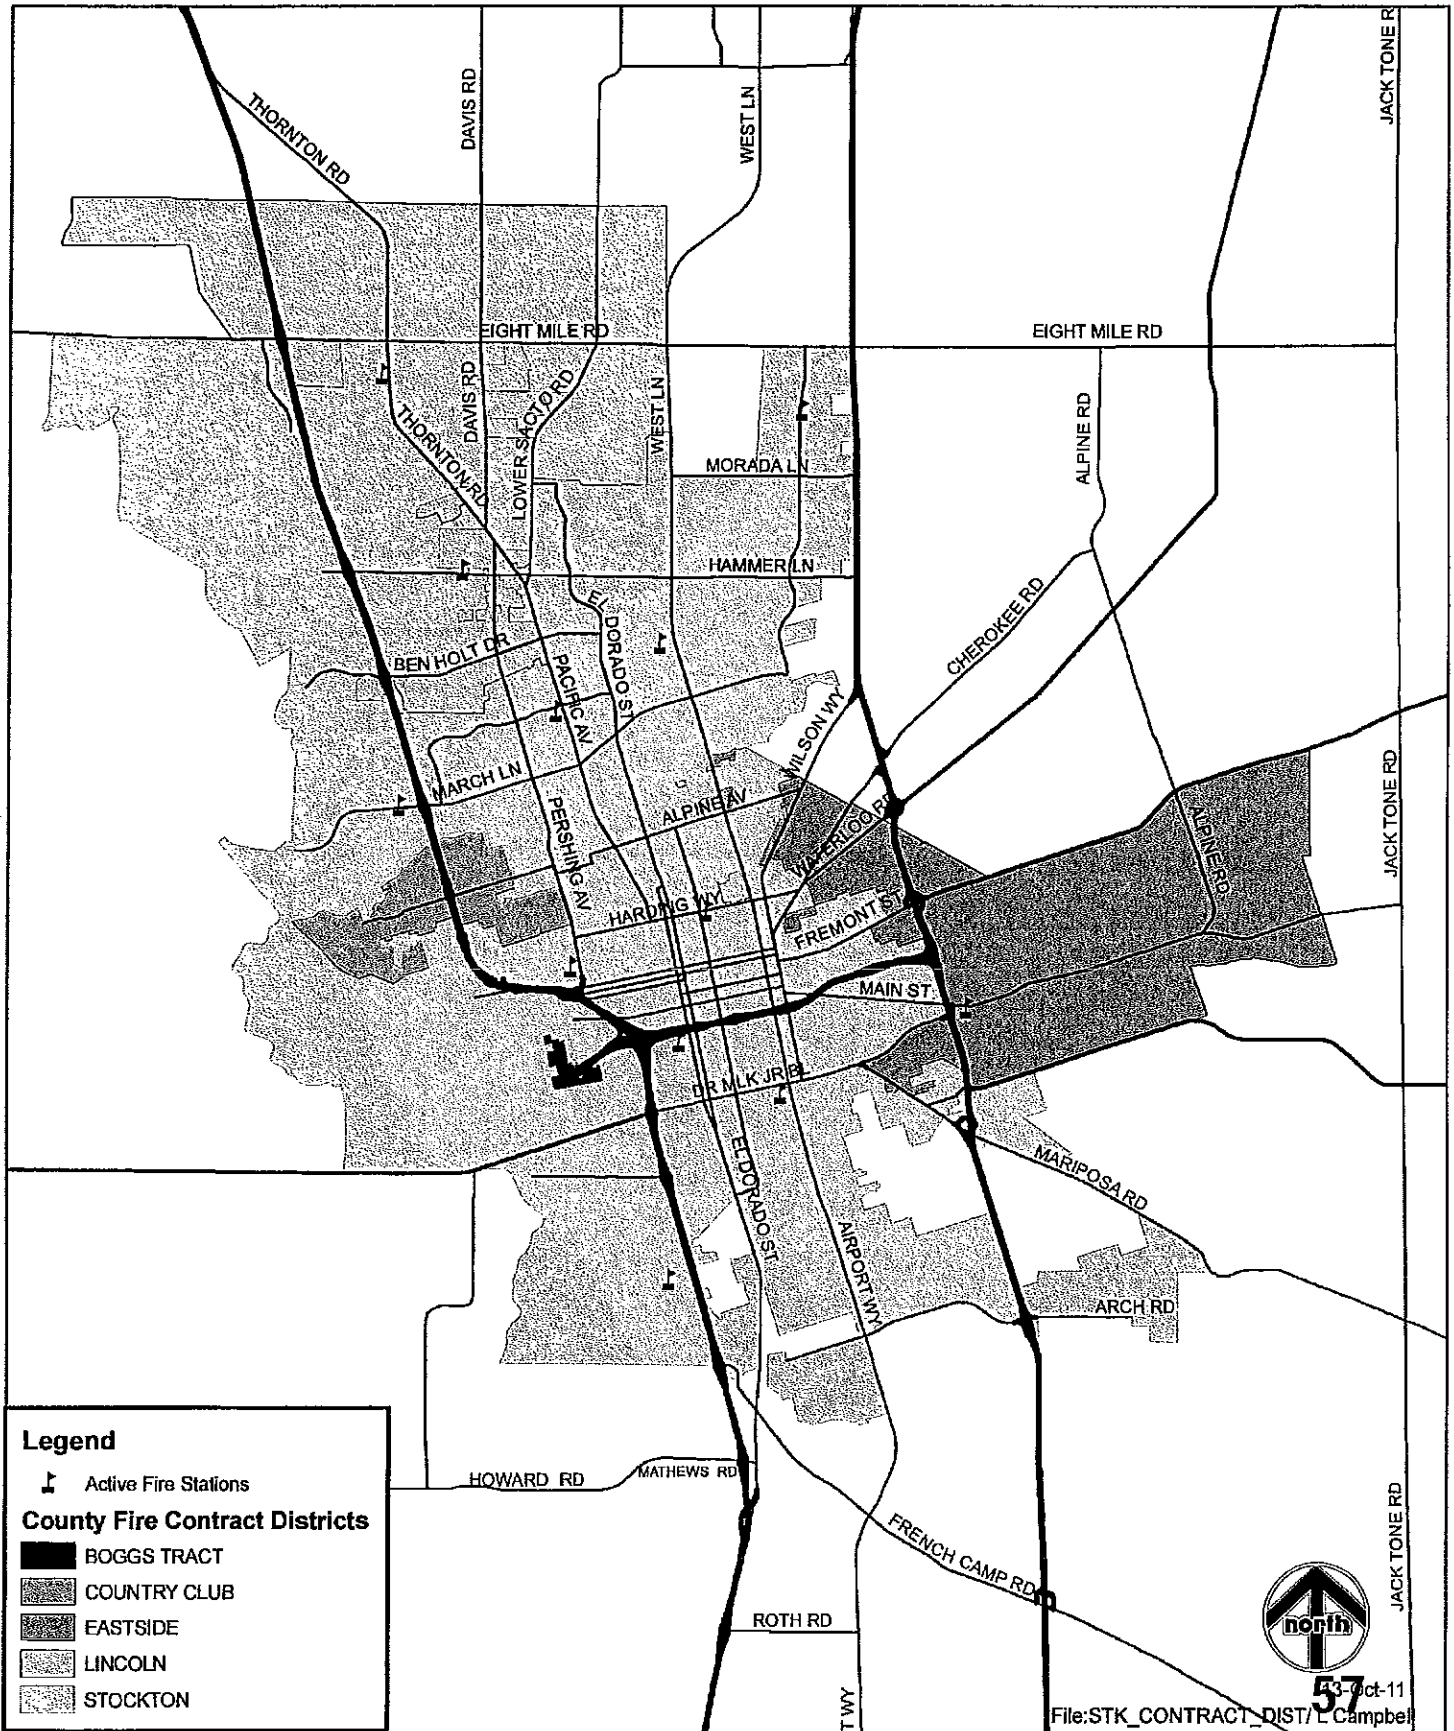 JACK TONE R
THORNTON RD
DAVIS RD
WEST LN
EIGHT MILE RD
EIGHT MILE RD
DAVIS RD
LOWER SACTO RD
WEST LN
THORNTON RD
ALPINE RD
MORADA LN
HAMMER LN
CHEROKEE RD
EL DORADO ST
BEN HOLT DR
PACIFIC AV
WILSON WY
MARCH LN
PERSHING AV
ALPINE AV
WATERLOO RD
ALPINE RD
JACK TONE RD
HARDING WY
FREMONT ST
MAIN ST
DR MLK JR BL
EL DORADO ST
MARIPOSA RD
AIRPORT WY
ARCH RD
Legend
Active Fire Stations
County Fire Contract Districts
BOGGS TRACT
COUNTRY CLUB
EASTSIDE
LINCOLN
STOCKTON
HOWARD RD
MATHEWS RD
FRENCH CAMP RD
JACK TONE RD
ROTH RD
T WY
north
57
13-Oct-11
File:STK_CONTRACT_DIST/ L Campbel